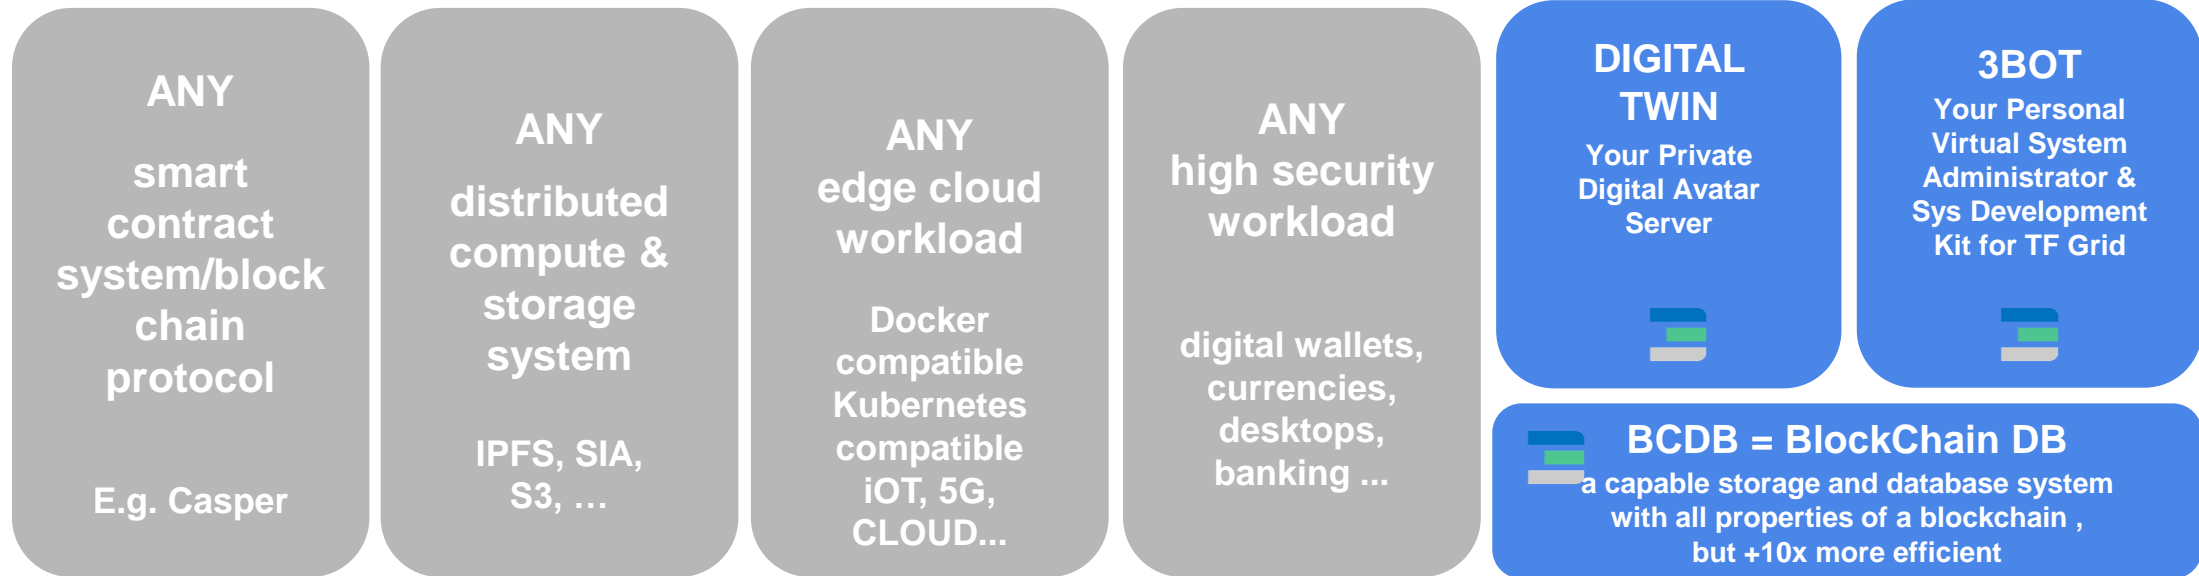 ANY
smart
contract
system/block
chain
protocol
E.g. Casper
ANY
distributed
compute &
storage
system
IPFS, SIA,
S3, …
ANY
edge cloud
workload
Docker
compatible
Kubernetes
compatible
iOT, 5G,
CLOUD...
ANY
high security
workload
digital wallets,
currencies,
desktops,
banking ...
DIGITAL
TWIN
Your Private
Digital Avatar
Server
3BOT
Your Personal
Virtual System
Administrator &
Sys Development
Kit for TF Grid
BCDB = BlockChain DB
a capable storage and database system
with all properties of a blockchain ,
but +10x more efficient